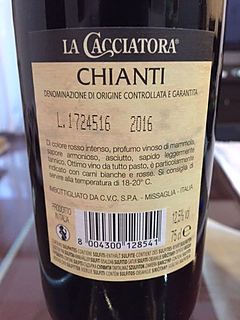 LA CACCIATORA®
CHIANTI
DENOMINAZIONE DI ORIGINE CONTROLLATA E GARANTITA
L.1724516 2016
Di colore rosso intenso, profumo vinoso di mammola,
sapore armonioso, asciutto, sapido leggermente
tannico. Ottimo vino da tutto pasto, è particolarmente
indicato con carni bianche e rosse. Si consiglia di
servire alla temperatura di 18-20° C.
IMBOTTIGLIATO DA C.V.C. S.P.A. - MISSAGLIA - ITALIA
PRODOTTO
IN ITALIA
12,5% vol
75 cl e
8 004300 128541